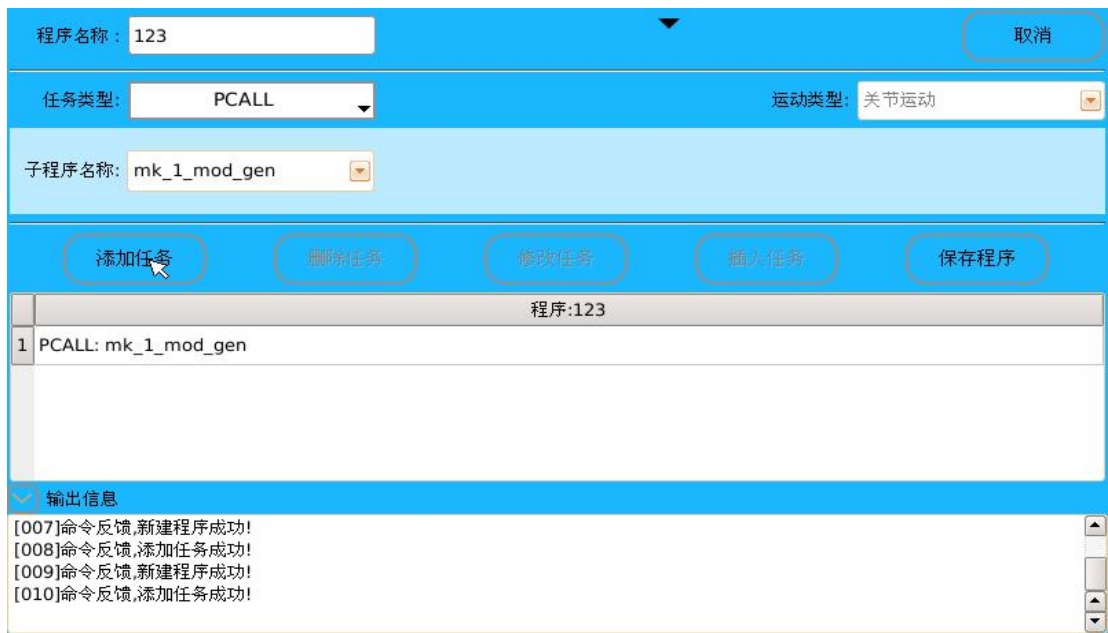 程序名称： 123 取消
任务类型: PCALL 运动类型: 关节运动
子程序名称: mk_1_mod_gen
添加任务 删除任务 修改任务 插入任务 保存程序
程序:123
1 PCALL: mk_1_mod_gen
输出信息
[007]命令反馈,新建程序成功!
[008]命令反馈,添加任务成功!
[009]命令反馈,新建程序成功!
[010]命令反馈,添加任务成功!